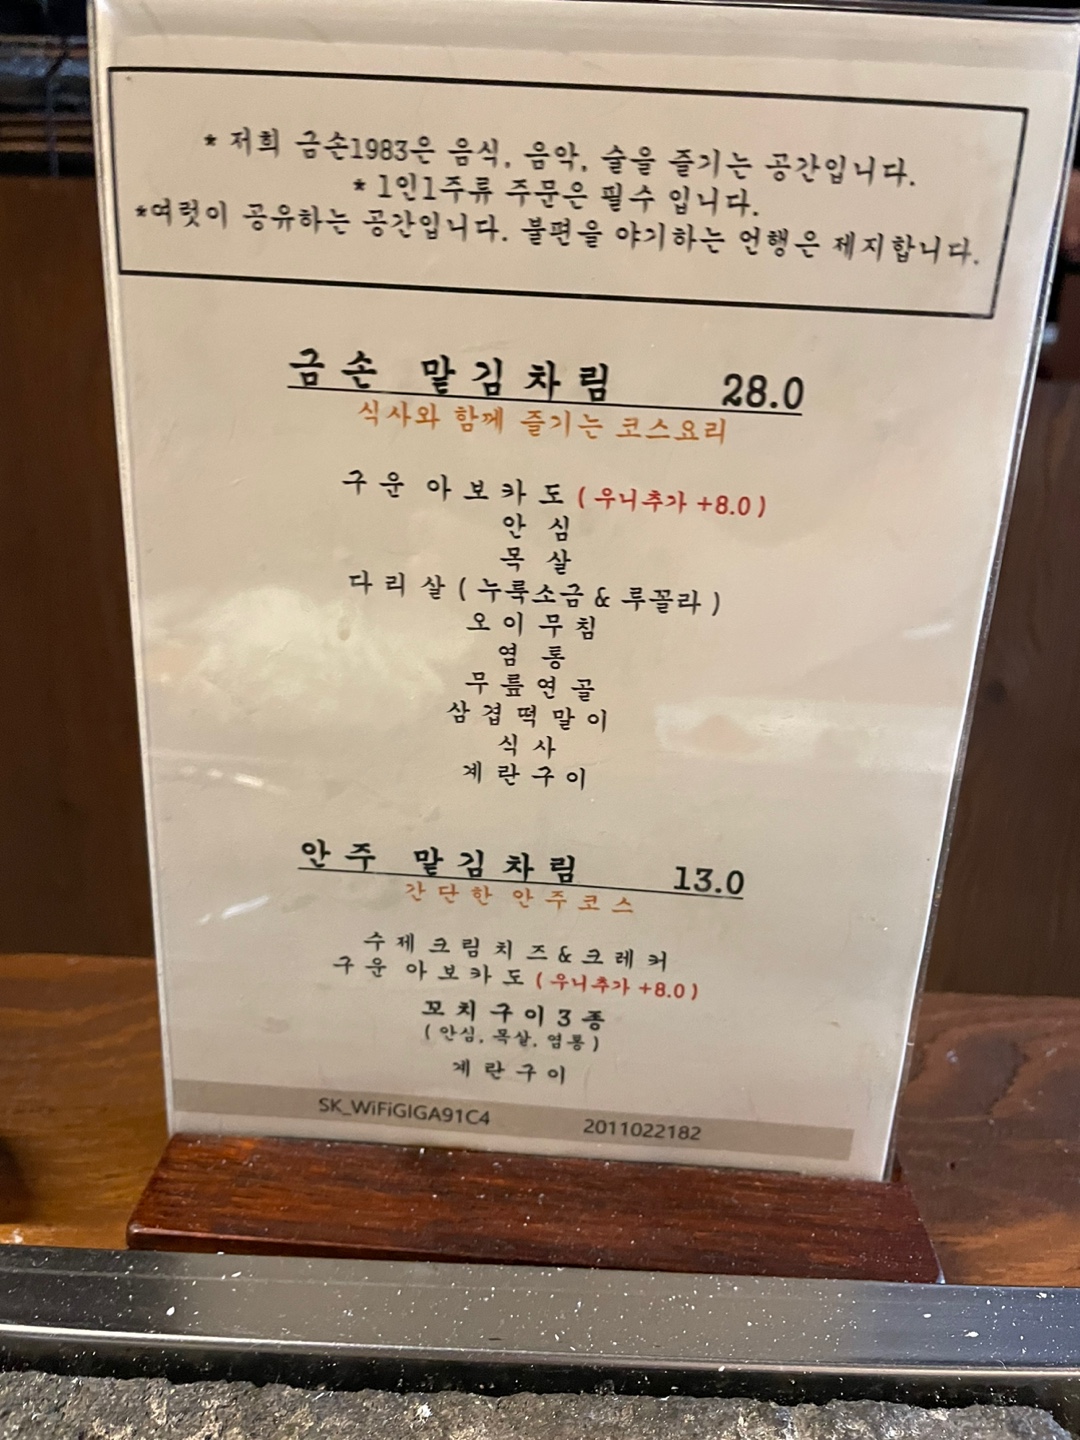 * 저희 금손1983은 음식, 음악, 술을 즐기는 공간입니다.
* 1인1주류 주문은 필수 입니다.
*여럿이 공유하는 공간입니다. 불편을 야기하는 언행은 제지합니다.
금손 맡김차림 28.0
식사와 함께 즐기는 코스요리
구운 아보카도 (우니추가 +8.0)
안심
목살
다리살 (누룩소금 & 루꼴라)
오이무침
염통
무릎연골
삼겹떡말이
식사
계란구이
안주 맡김차림 13.0
간단한 안주코스
수제크림치즈&크레커
구운 아보카도 (우니추가 +8.0)
꼬치구이3종
(안심, 목살, 염통)
계란구이
SK_WiFiGIGA91C4 2011022182